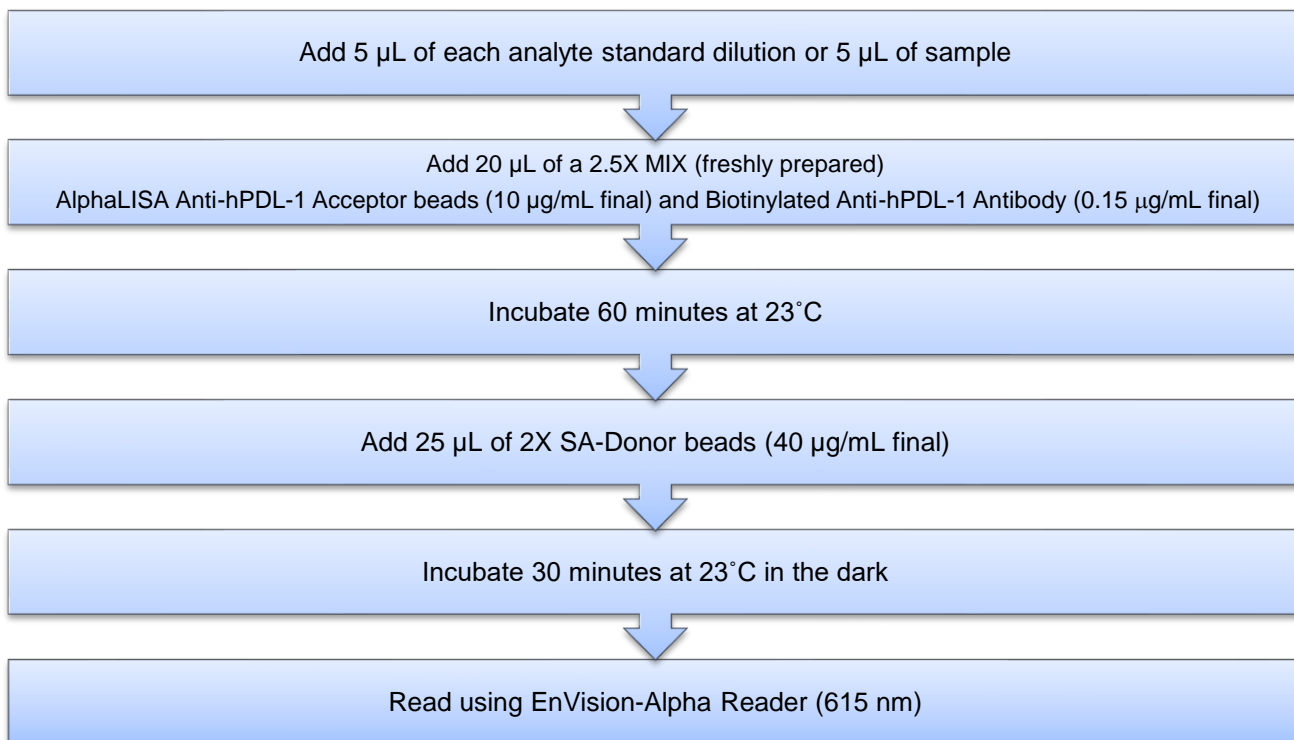 Add 5 µL of each analyte standard dilution or 5 µL of sample
Add 20 µL of a 2.5X MIX (freshly prepared)
AlphaLISA Anti-hPDL-1 Acceptor beads (10 µg/mL final) and Biotinylated Anti-hPDL-1 Antibody (0.15 µg/mL final)
Incubate 60 minutes at 23˚C
Add 25 µL of 2X SA-Donor beads (40 µg/mL final)
Incubate 30 minutes at 23˚C in the dark
Read using EnVision-Alpha Reader (615 nm)